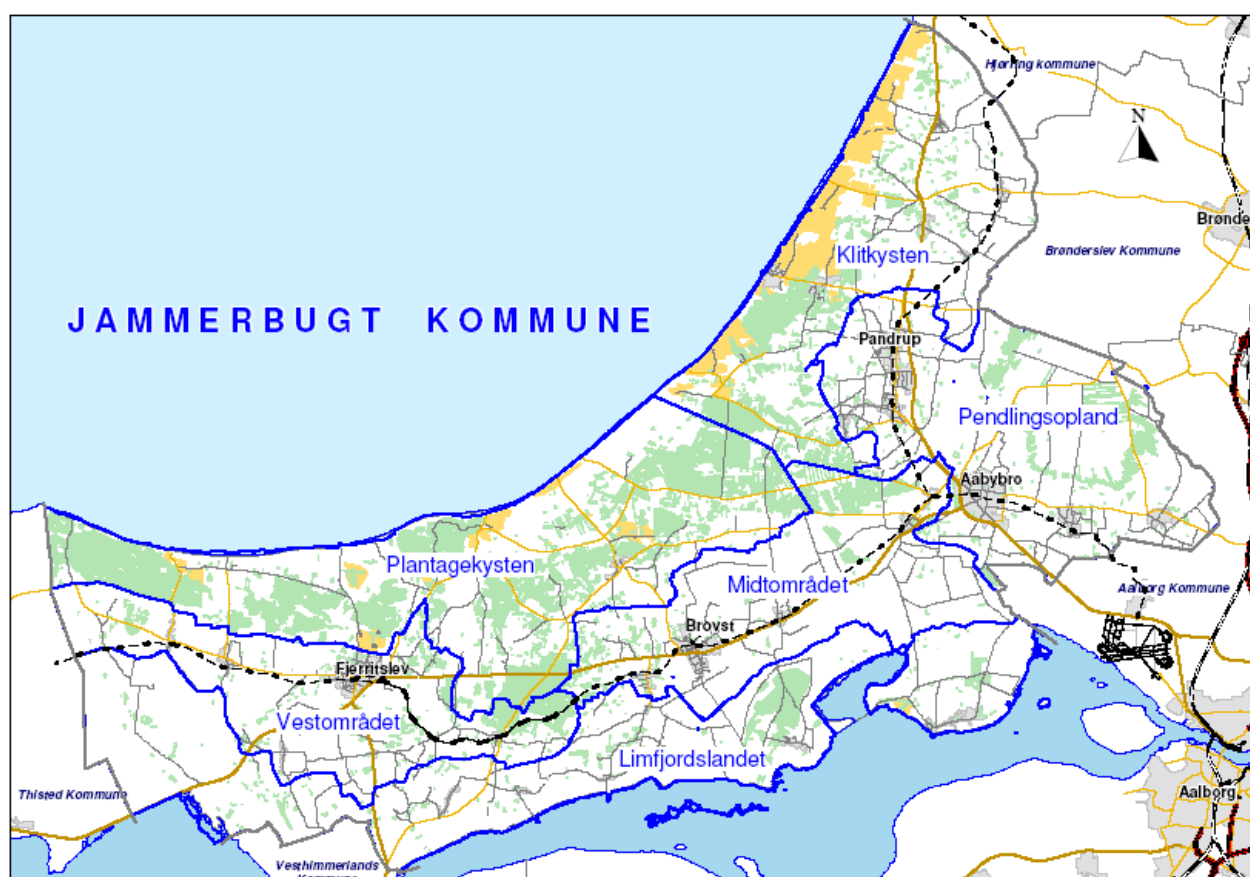 Hjørring kommune
N
Brønde
Brønderslev Kommune
Klitkysten
JAMMERBUGT KOMMUNE
Pandrup
Pendlingsopland
Aabybro
Plantagekysten
Midtområdet
Aalborg Kommune
Brovst
Fjerritslev
Vestområdet
Limfjordslandet
Thisted Kommune
Aalborg
Vesthimmerlands
Kommune